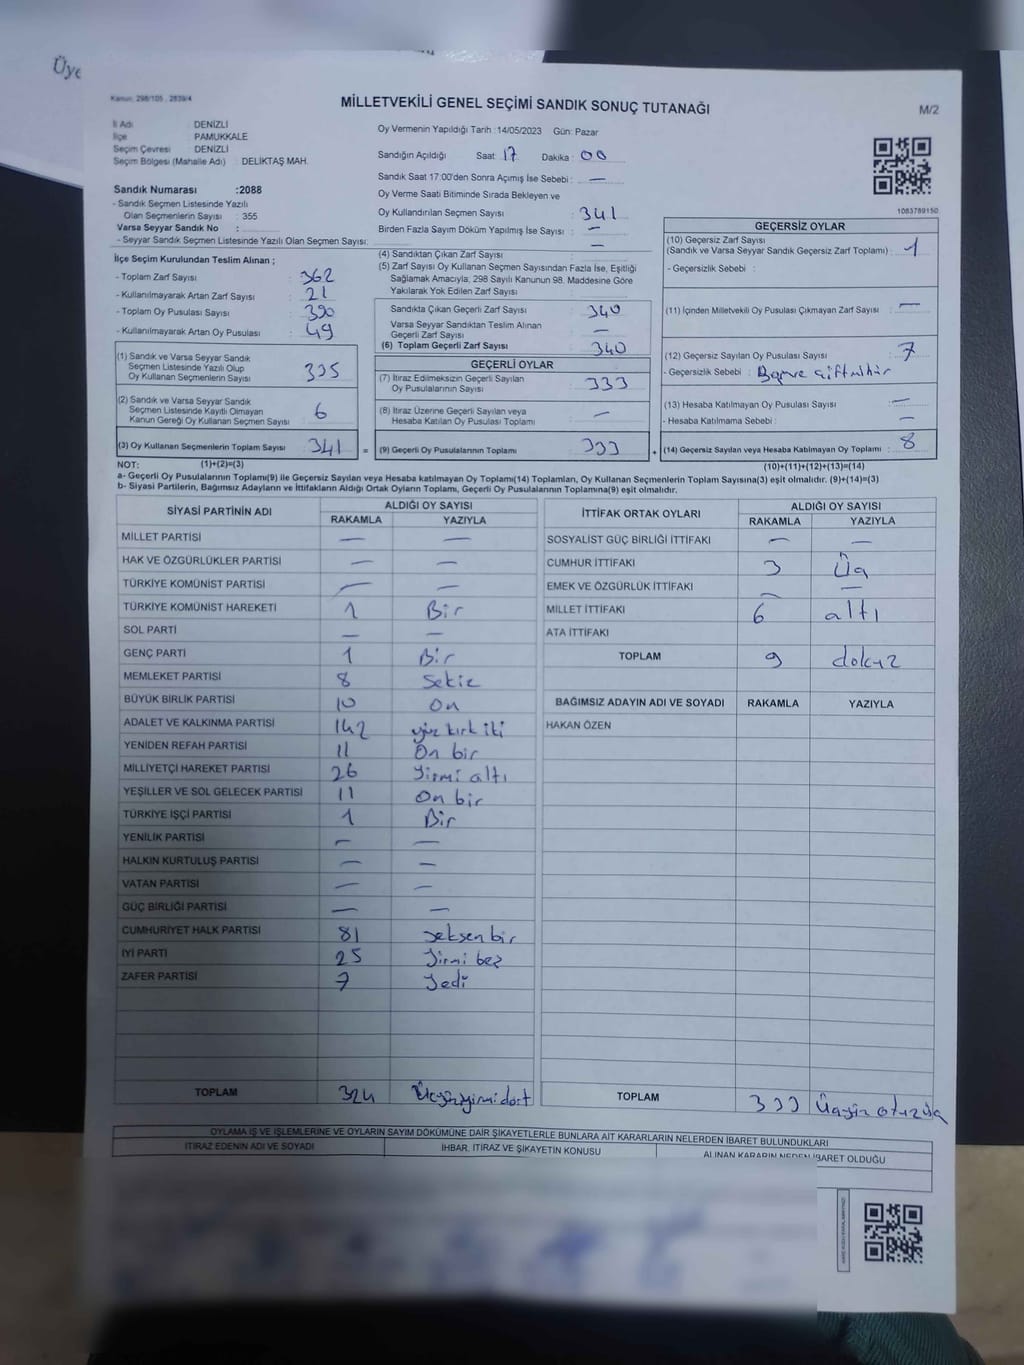 Üye
Kanun: 298/105 , 2839/4
MİLLETVEKİLİ GENEL SEÇİMİ SANDIK SONUÇ TUTANAĞI
M/2
İl Adı : DENİZLİ
İlçe : PAMUKKALE
Seçim Çevresi : DENİZLİ
Seçim Bölgesi (Mahalle Adı) : DELİKTAŞ MAH.
Oy Vermenin Yapıldığı Tarih :14/05/2023 Gün: Pazar
Sandığın Açıldığı Saat 17 Dakika : 00
Sandık Saat 17:00'den Sonra Açımış İse Sebebi : —
Sandık Numarası :2088
- Sandık Seçmen Listesinde Yazılı
Olan Seçmenlerin Sayısı : 355
Varsa Seyyar Sandık No :
- Seyyar Sandık Seçmen Listesinde Yazılı Olan Seçmen Sayısı:
Oy Verme Saati Bitiminde Sırada Bekleyen ve
Oy Kullandırılan Seçmen Sayısı : 341
Birden Fazla Sayım Döküm Yapılmış İse Sayısı : —
1083789150
İlçe Seçim Kurulundan Teslim Alınan ;
- Toplam Zarf Sayısı : 362
- Kullanılmayarak Artan Zarf Sayısı : 21
- Toplam Oy Pusulası Sayısı : 390
- Kullanılmayarak Artan Oy Pusulası : 49
(1) Sandık ve Varsa Seyyar Sandık
Seçmen Listesinde Yazılı Olup
Oy Kullanan Seçmenlerin Sayısı : 335
(2) Sandık ve Varsa Seyyar Sandık
Seçmen Listesinde Kayıtlı Olmayan
Kanun Gereği Oy Kullanan Seçmen Sayısı : 6
(3) Oy Kullanan Seçmenlerin Toplam Sayısı : 341 =
(4) Sandıktan Çıkan Zarf Sayısı : —
(5) Zarf Sayısı Oy Kullanan Seçmen Sayısından Fazla İse, Eşitliği
Sağlamak Amacıyla, 298 Sayılı Kanunun 98. Maddesine Göre
Yakılarak Yok Edilen Zarf Sayısı :
Sandıkta Çıkan Geçerli Zarf Sayısı : 340
Varsa Seyyar Sandıktan Teslim Alınan
Geçerli Zarf Sayısı : —
(6) Toplam Geçerli Zarf Sayısı : 340
GEÇERLİ OYLAR
(7) İtiraz Edilmeksizin Geçerli Sayılan
Oy Pusulalarının Sayısı : 333
(8) İtiraz Üzerine Geçerli Sayılan veya
Hesaba Katılan Oy Pusulaları Toplamı : —
(9) Geçerli Oy Pusulalarının Toplamı : 333 +
GEÇERSİZ OYLAR
(10) Geçersiz Zarf Sayısı
(Sandık ve Varsa Seyyar Sandık Geçersiz Zarf Toplamı) : 1
- Geçersizlik Sebebi :
(11) İçinden Milletvekili Oy Pusulası Çıkmayan Zarf Sayısı : —
(12) Geçersiz Sayılan Oy Pusulası Sayısı : 7
- Geçersizlik Sebebi :
(13) Hesaba Katılmayan Oy Pusulası Sayısı : —
- Hesaba Katılmama Sebebi : —
(14) Geçersiz Sayılan veya Hesaba Katılmayan Oy Toplamı : 8
NOT: (1)+(2)=(3)
(10)+(11)+(12)+(13)=(14)
a- Geçerli Oy Pusulalarının Toplamı(9) ile Geçersiz Sayılan veya Hesaba katılmayan Oy Toplamı(14) Toplamları, Oy Kullanan Seçmenlerin Toplam Sayısına(3) eşit olmalıdır. (9)+(14)=(3)
b- Siyasi Partilerin, Bağımsız Adayların ve İttifakların Aldığı Ortak Oyların Toplamı, Geçerli Oy Pusulalarının Toplamına(9) eşit olmalıdır.
SİYASİ PARTİNİN ADI ALDIĞI OY SAYISI
RAKAMLA YAZIYLA
MİLLET PARTİSİ — —
HAK VE ÖZGÜRLÜKLER PARTİSİ — —
TÜRKİYE KOMÜNİST PARTİSİ — —
TÜRKİYE KOMÜNİST HAREKETİ 1 Bir
SOL PARTİ — —
GENÇ PARTİ 1 Bir
MEMLEKET PARTİSİ 8 Sekiz
BÜYÜK BİRLİK PARTİSİ 10 On
ADALET VE KALKINMA PARTİSİ 142 yüz kırk iki
YENİDEN REFAH PARTİSİ 11 On bir
MİLLİYETÇİ HAREKET PARTİSİ 26 Yirmi altı
YEŞİLLER VE SOL GELECEK PARTİSİ 11 On bir
TÜRKİYE İŞÇİ PARTİSİ 1 Bir
YENİLİK PARTİSİ — —
HALKIN KURTULUŞ PARTİSİ — —
VATAN PARTİSİ — —
GÜÇ BİRLİĞİ PARTİSİ — —
CUMHURİYET HALK PARTİSİ 81 seksen bir
İYİ PARTİ 25 Yirmi beş
ZAFER PARTİSİ 7 Yedi
TOPLAM 324 Üçyüzyirmidört
İTTİFAK ORTAK OYLARI ALDIĞI OY SAYISI
RAKAMLA YAZIYLA
SOSYALİST GÜÇ BİRLİĞİ İTTİFAKI — —
CUMHUR İTTİFAKI 3 Üç
EMEK VE ÖZGÜRLÜK İTTİFAKI — —
MİLLET İTTİFAKI 6 altı
ATA İTTİFAKI
TOPLAM 9 dokuz
BAĞIMSIZ ADAYIN ADI VE SOYADI RAKAMLA YAZIYLA
HAKAN ÖZEN
TOPLAM 333 Üçyüz otuzüç
OYLAMA İŞ VE İŞLEMLERİNE VE OYLARIN SAYIM DÖKÜMÜNE DAİR ŞİKAYETLERLE BUNLARA AİT KARARLARIN NELERDEN İBARET BULUNDUKLARI
İTİRAZ EDENİN ADI VE SOYADI İHBAR, İTİRAZ VE ŞİKAYETİN KONUSU ALINAN KARARIN NEDEN İBARET OLDUĞU